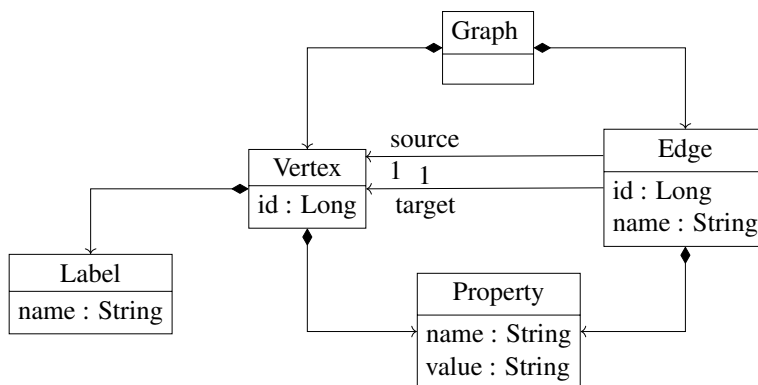 Graph
source
Vertex
id : Long
1
1
target
Edge
id : Long
name : String
Label
name : String
Property
name : String
value : String